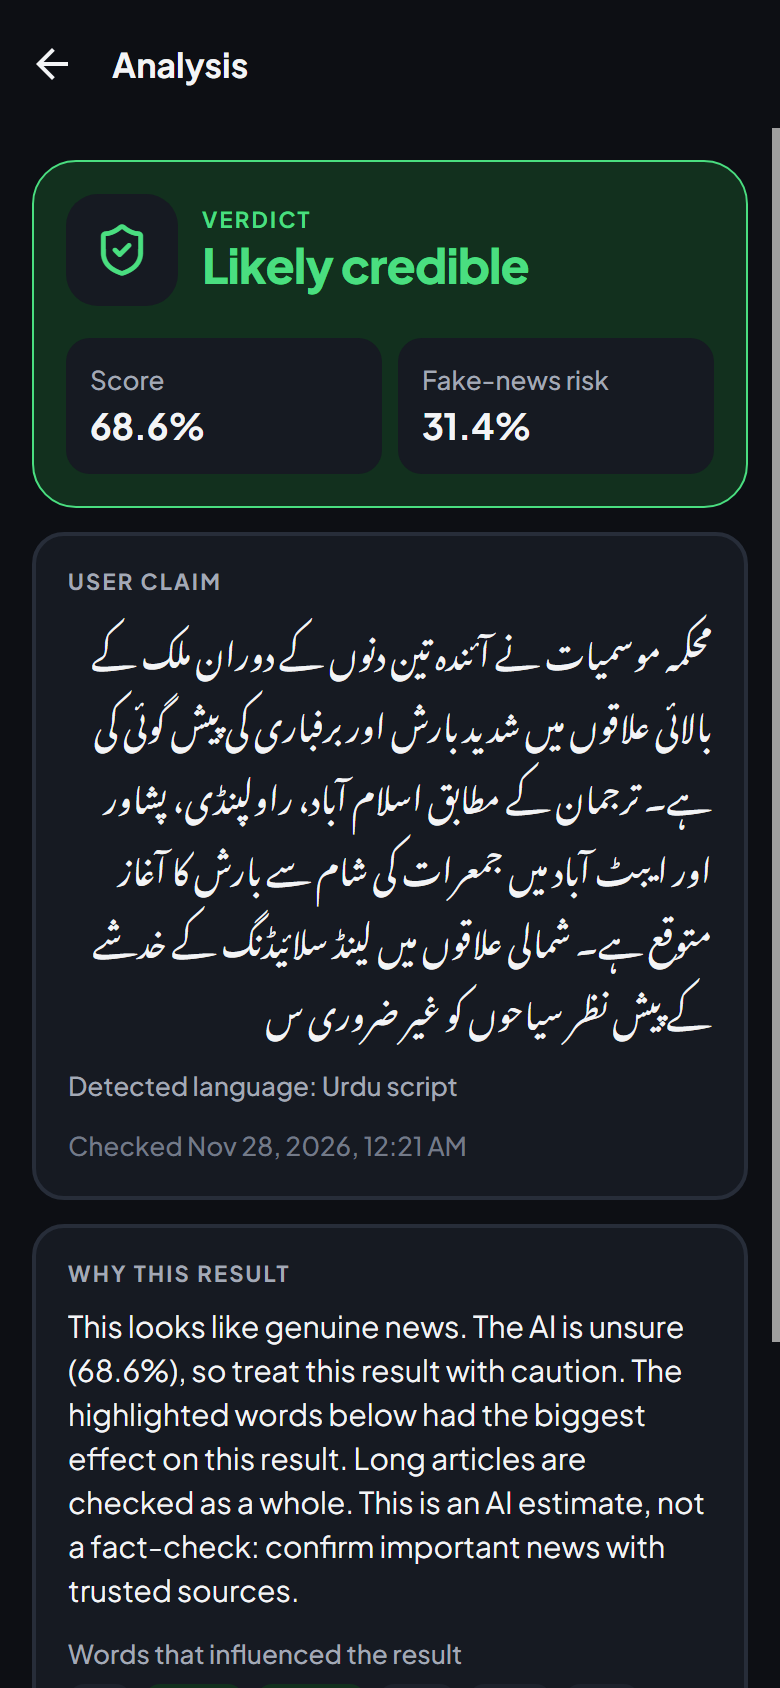 Analysis
VERDICT
Likely credible
Score
68.6%
Fake-news risk
31.4%
USER CLAIM
محکمہ موسمیات نے آئندہ تین دنوں کے دوران ملک کے
بالائی علاقوں میں شدید بارش اور برفباری کی پیش گوئی کی
ہے۔ ترجمان کے مطابق اسلام آباد، راولپنڈی، پشاور
اور ایبٹ آباد میں جمعرات کی شام سے بارش کا آغاز
متوقع ہے۔ شمالی علاقوں میں لینڈ سلائیڈنگ کے خدشے
کے پیش نظر سیاحوں کو غیر ضروری س
Detected language: Urdu script
Checked Nov 28, 2026, 12:21 AM
WHY THIS RESULT
This looks like genuine news. The AI is unsure
(68.6%), so treat this result with caution. The
highlighted words below had the biggest
effect on this result. Long articles are
checked as a whole. This is an AI estimate, not
a fact-check: confirm important news with
trusted sources.
Words that influenced the result